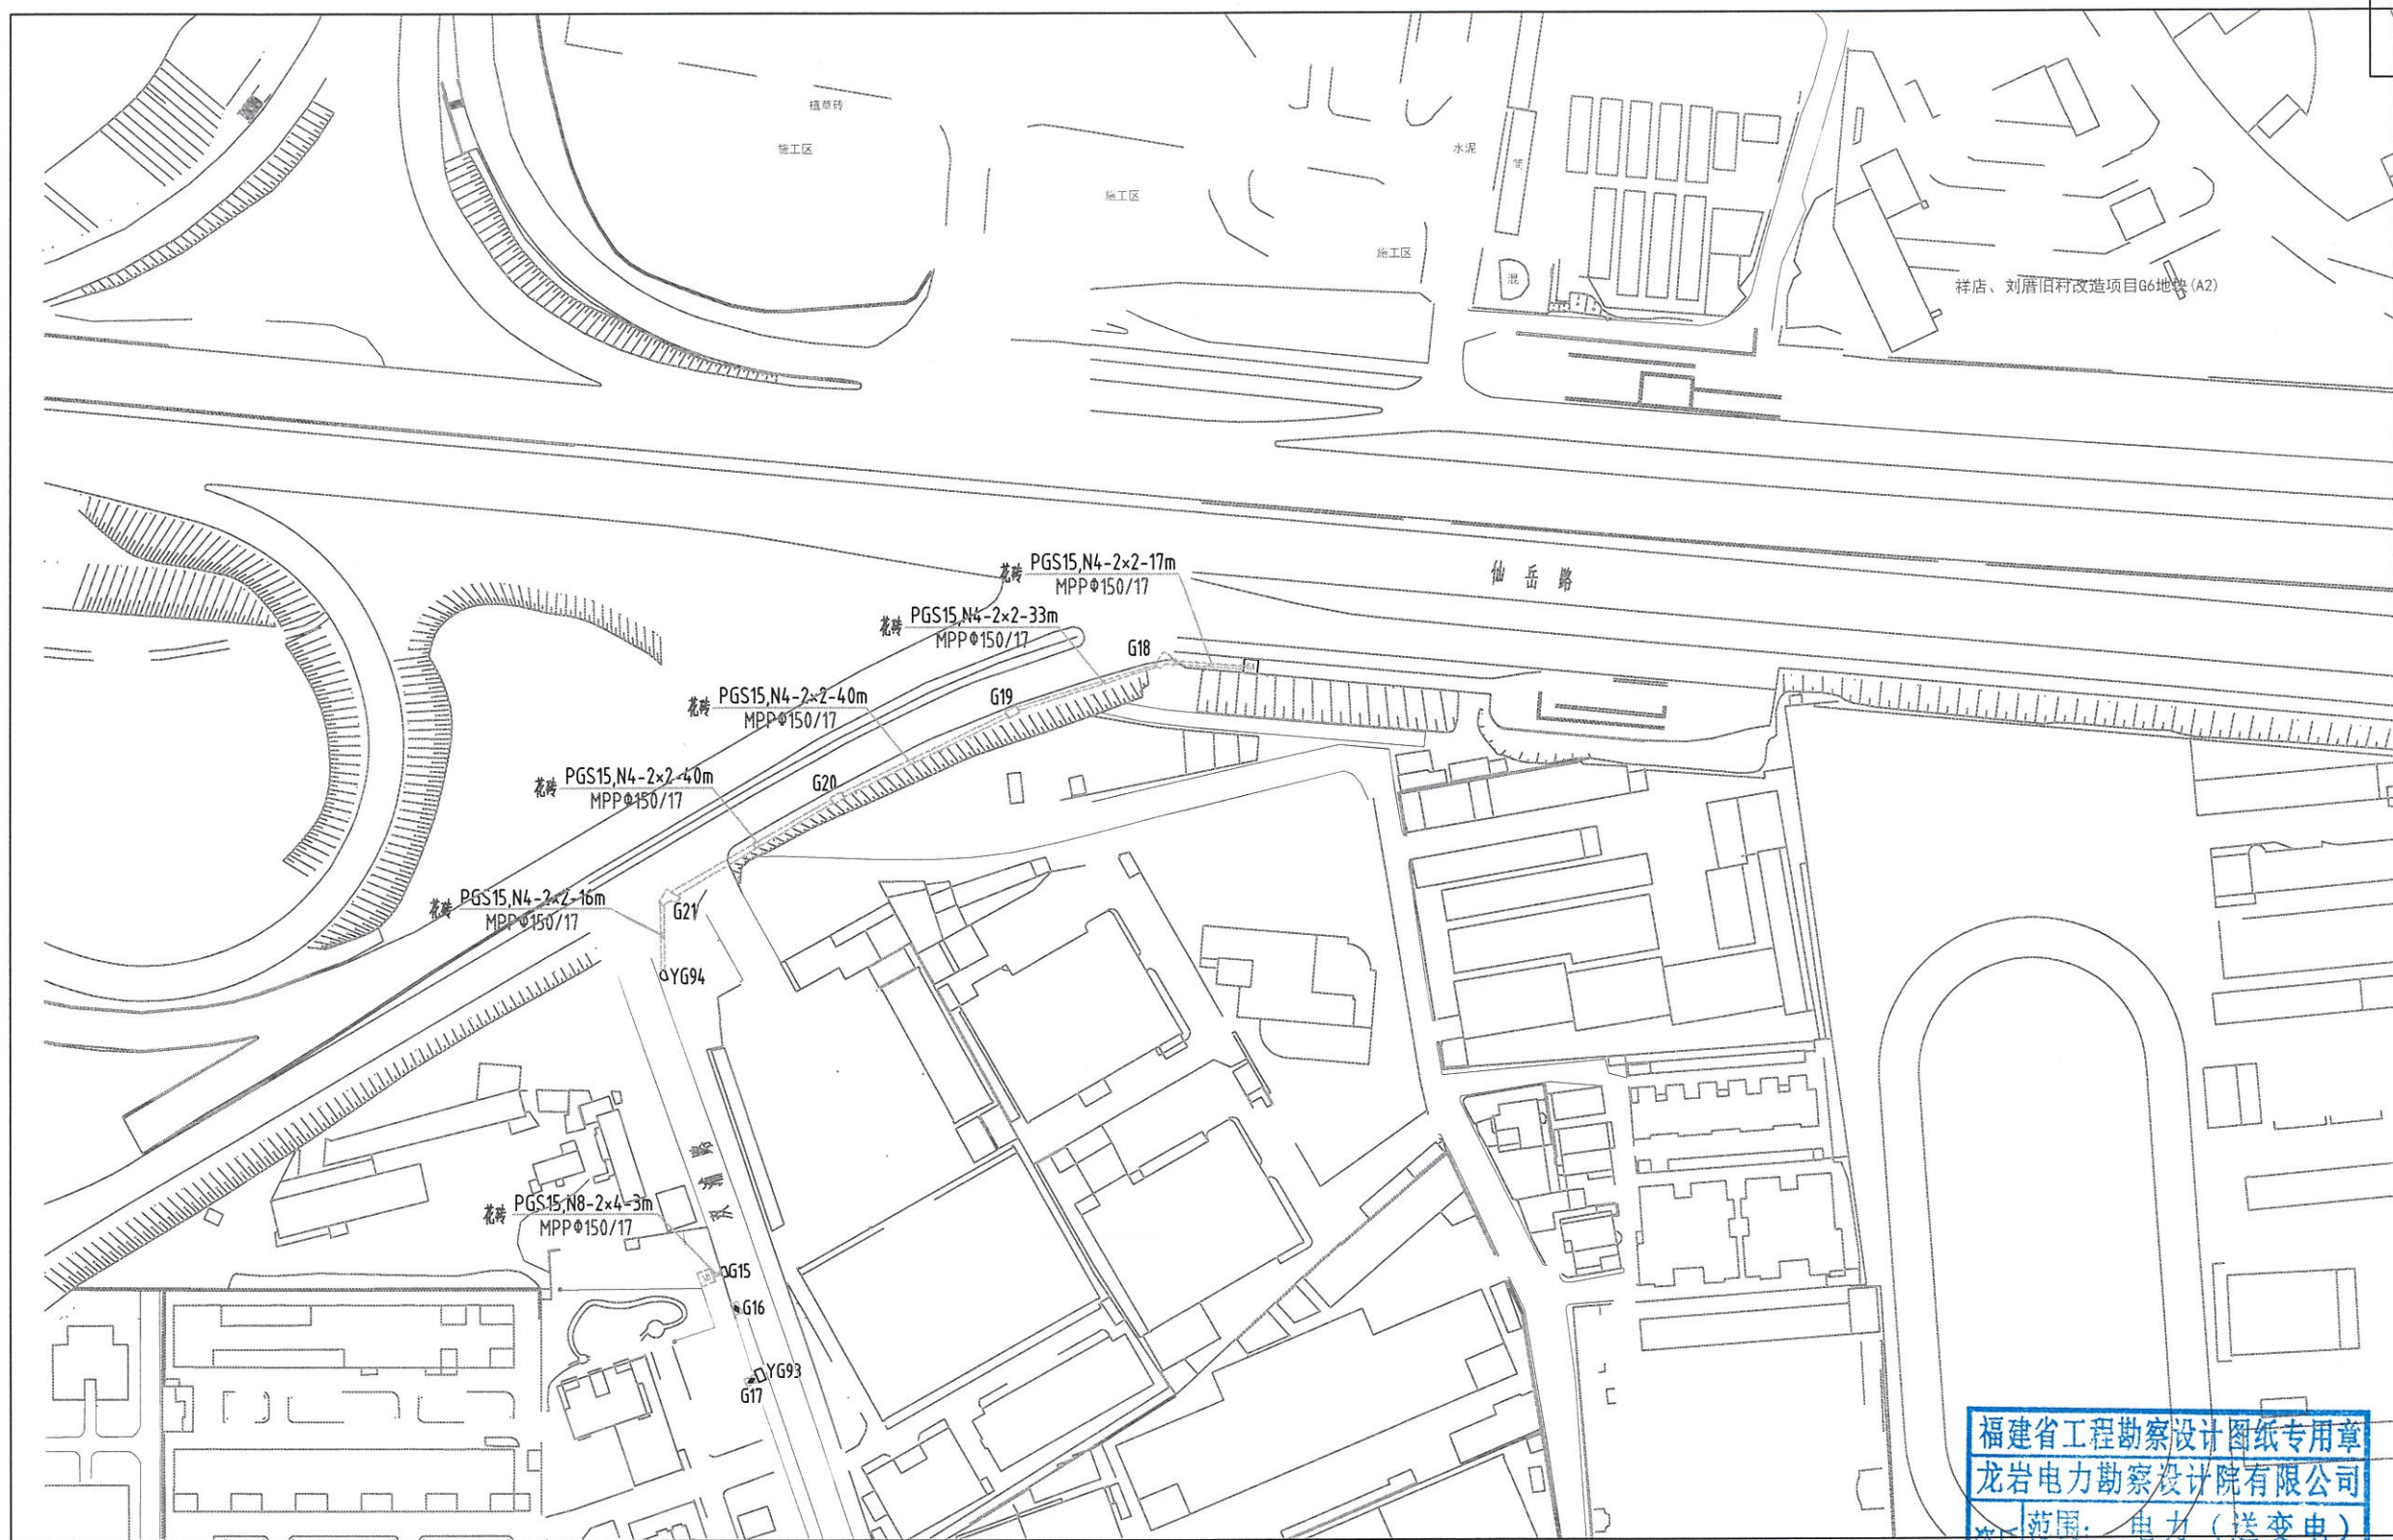 植草砖
施工区
施工区
施工区
水泥
简
混
祥店、刘厝旧村改造项目G6地块(A2)
仙岳路
花砖 PGS15,N4-2×2-17m
MPPΦ150/17
花砖 PGS15,N4-2×2-33m
MPPΦ150/17
G18
花砖 PGS15,N4-2×2-40m
MPPΦ150/17
G19
花砖 PGS15,N4-2×2-40m
MPPΦ150/17
G20
花砖 PGS15,N4-2×2-16m
MPPΦ150/17
G21
YG94
双浦路
花砖 PGS15,N8-2×4-3m
MPPΦ150/17
G15
G16
YG93
G17
福建省工程勘察设计图纸专用章
龙岩电力勘察设计院有限公司
范围: 电力(送变电)